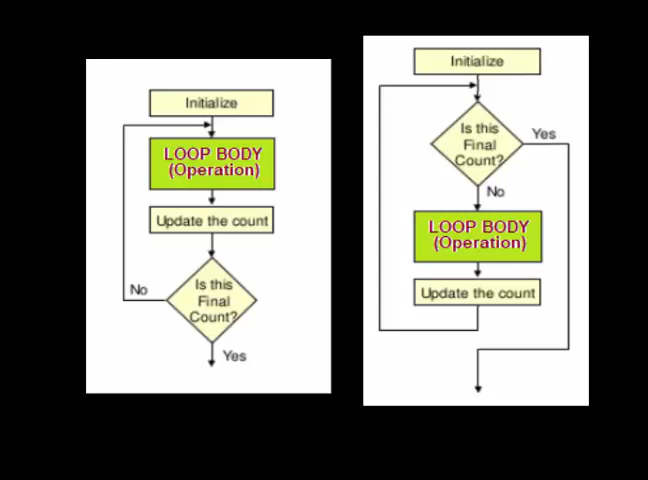 Initialize
LOOP BODY
(Operation)
Update the count
Is this
Final
Count?
No
Yes
Initialize
Is this
Final
Count?
Yes
No
LOOP BODY
(Operation)
Update the count